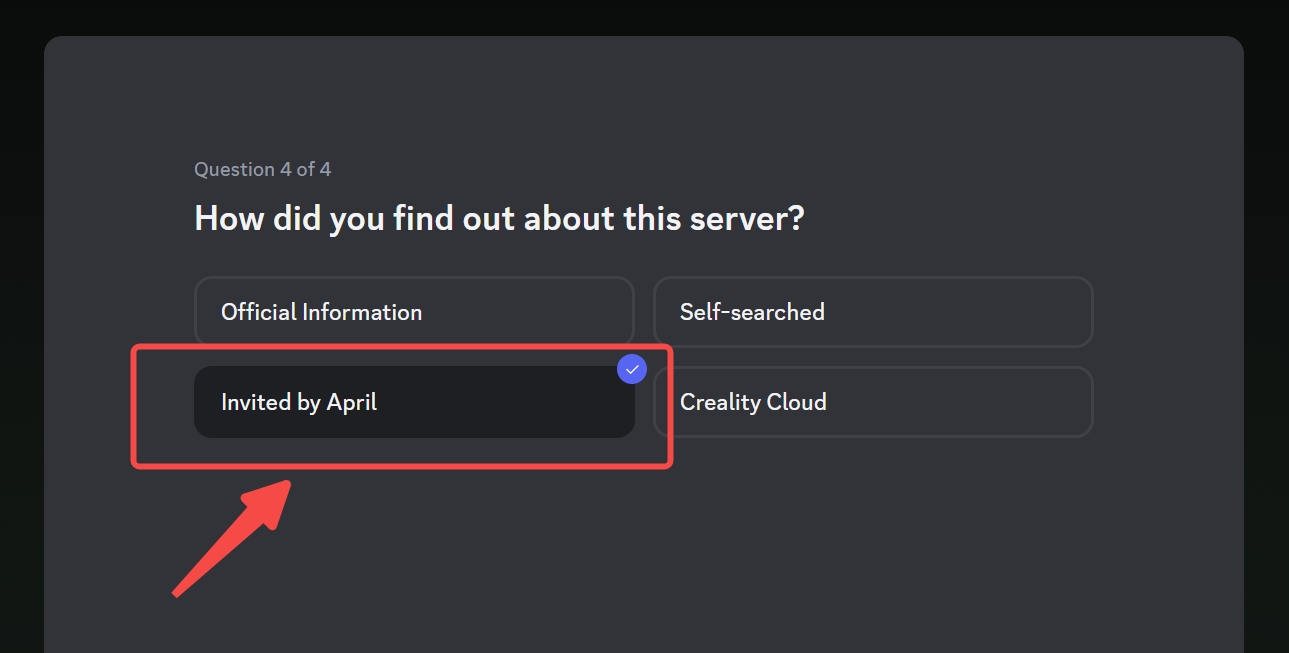 Question 4 of 4
How did you find out about this server?
Official Information
Self-searched
Invited by April
Creality Cloud